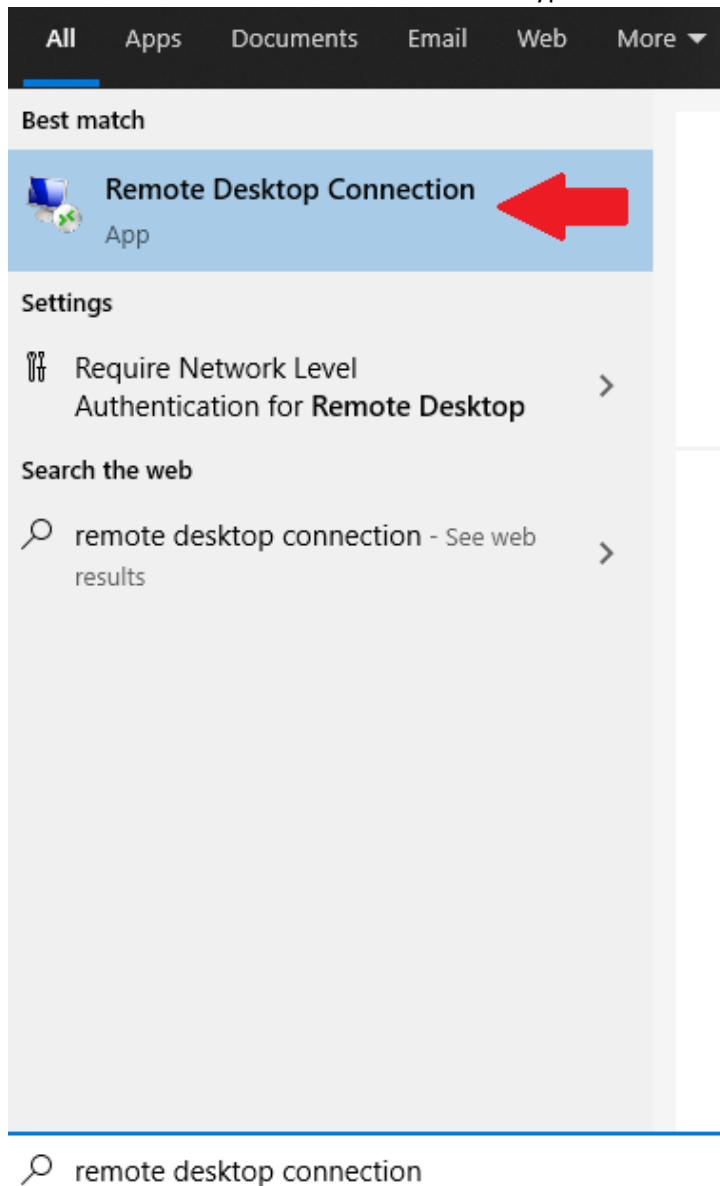 All Apps Documents Email Web More
Best match
Remote Desktop Connection
App
Settings
Require Network Level
Authentication for Remote Desktop
Search the web
remote desktop connection - See web
results
remote desktop connection